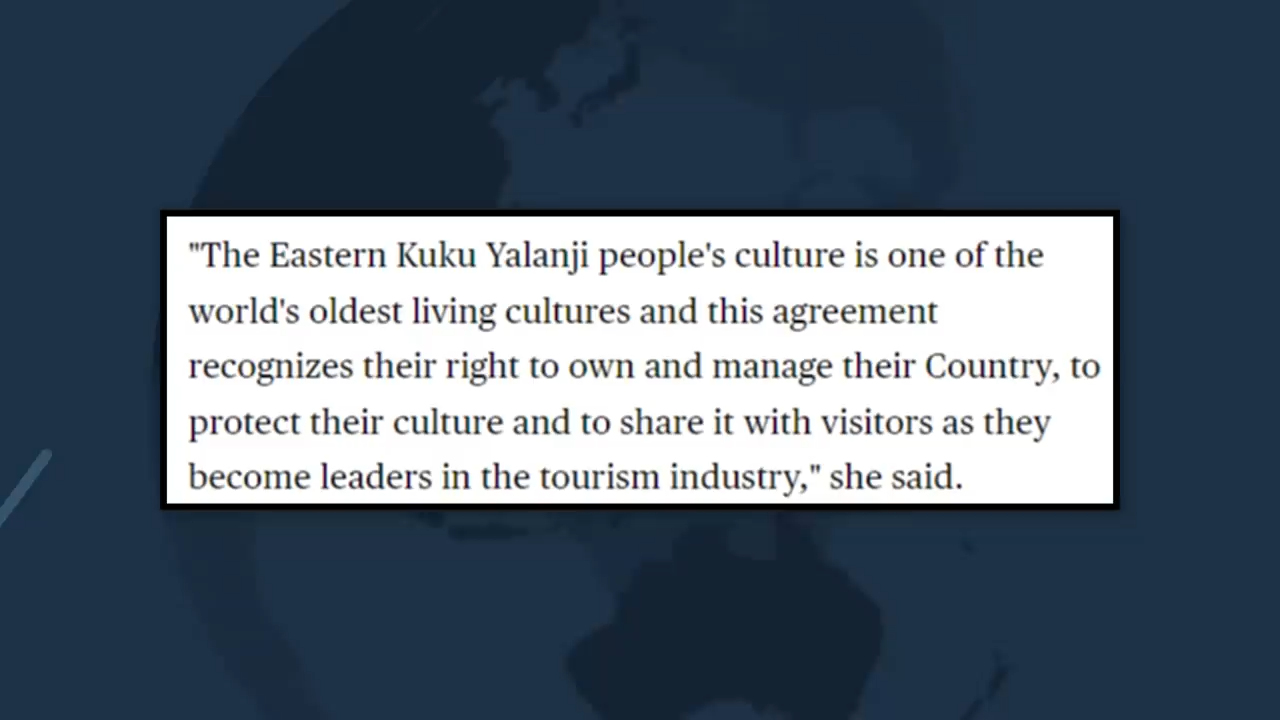 "The Eastern Kuku Yalanji people's culture is one of the
world's oldest living cultures and this agreement
recognizes their right to own and manage their Country, to
protect their culture and to share it with visitors as they
become leaders in the tourism industry," she said.